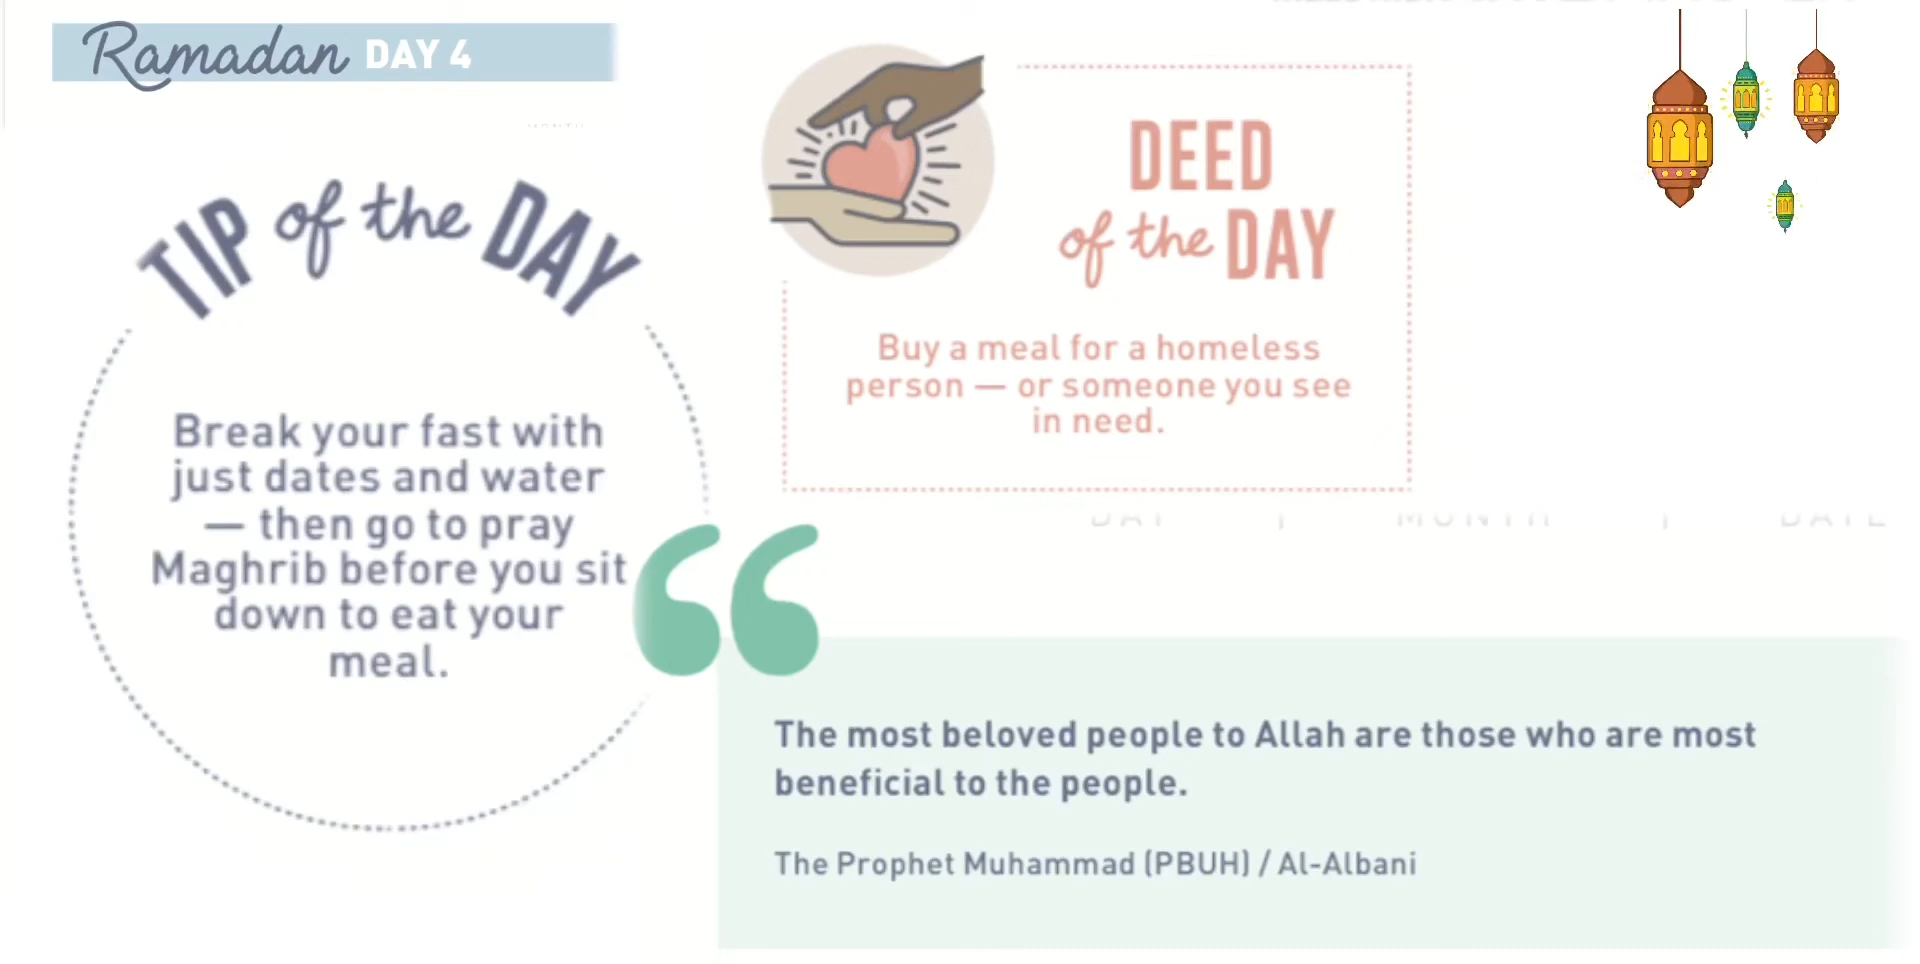 Ramadan DAY 4
TIP of the DAY
Break your fast with
just dates and water
— then go to pray
Maghrib before you sit
down to eat your
meal.
DEED
of the DAY
Buy a meal for a homeless
person — or someone you see
in need.
DAY | MONTH | DATE
“
The most beloved people to Allah are those who are most
beneficial to the people.
The Prophet Muhammad (PBUH) / Al-Albani